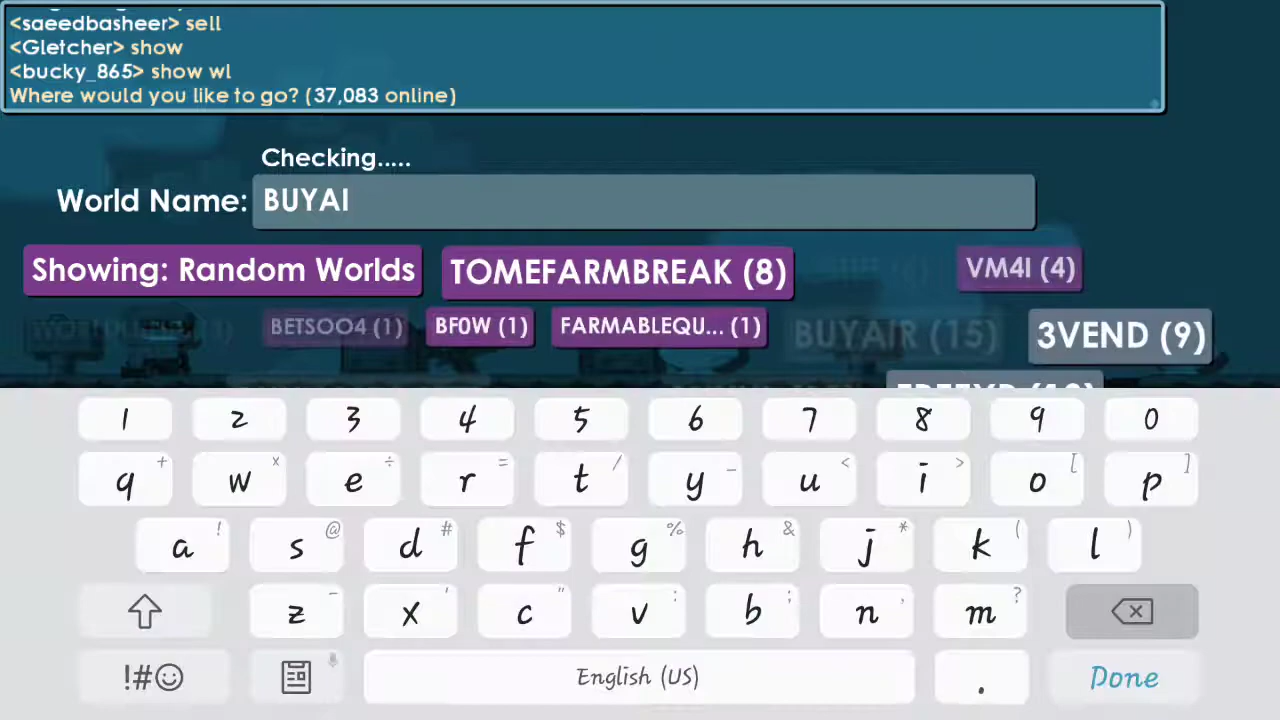 <saeedbasheer> sell
<Gletcher> show
<bucky_865> show wl
Where would you like to go? (37,083 online)
Checking.....
World Name: BUYAI
Showing: Random Worlds TOMEFARMBREAK (8) VM4I (4)
BETSOO4 (1) BF0W (1) FARMABLEQU... (1) BUYAIR (15) 3VEND (9)
1 2 3 4 5 6 7 8 9 0
q + w × e ÷ r = t / y _ u < i > o [ p ]
a ! s @ d # f $ g % h & j * k ( l )
z - x ' c " v : b ; n , m ?
!#☺ English (US) . Done